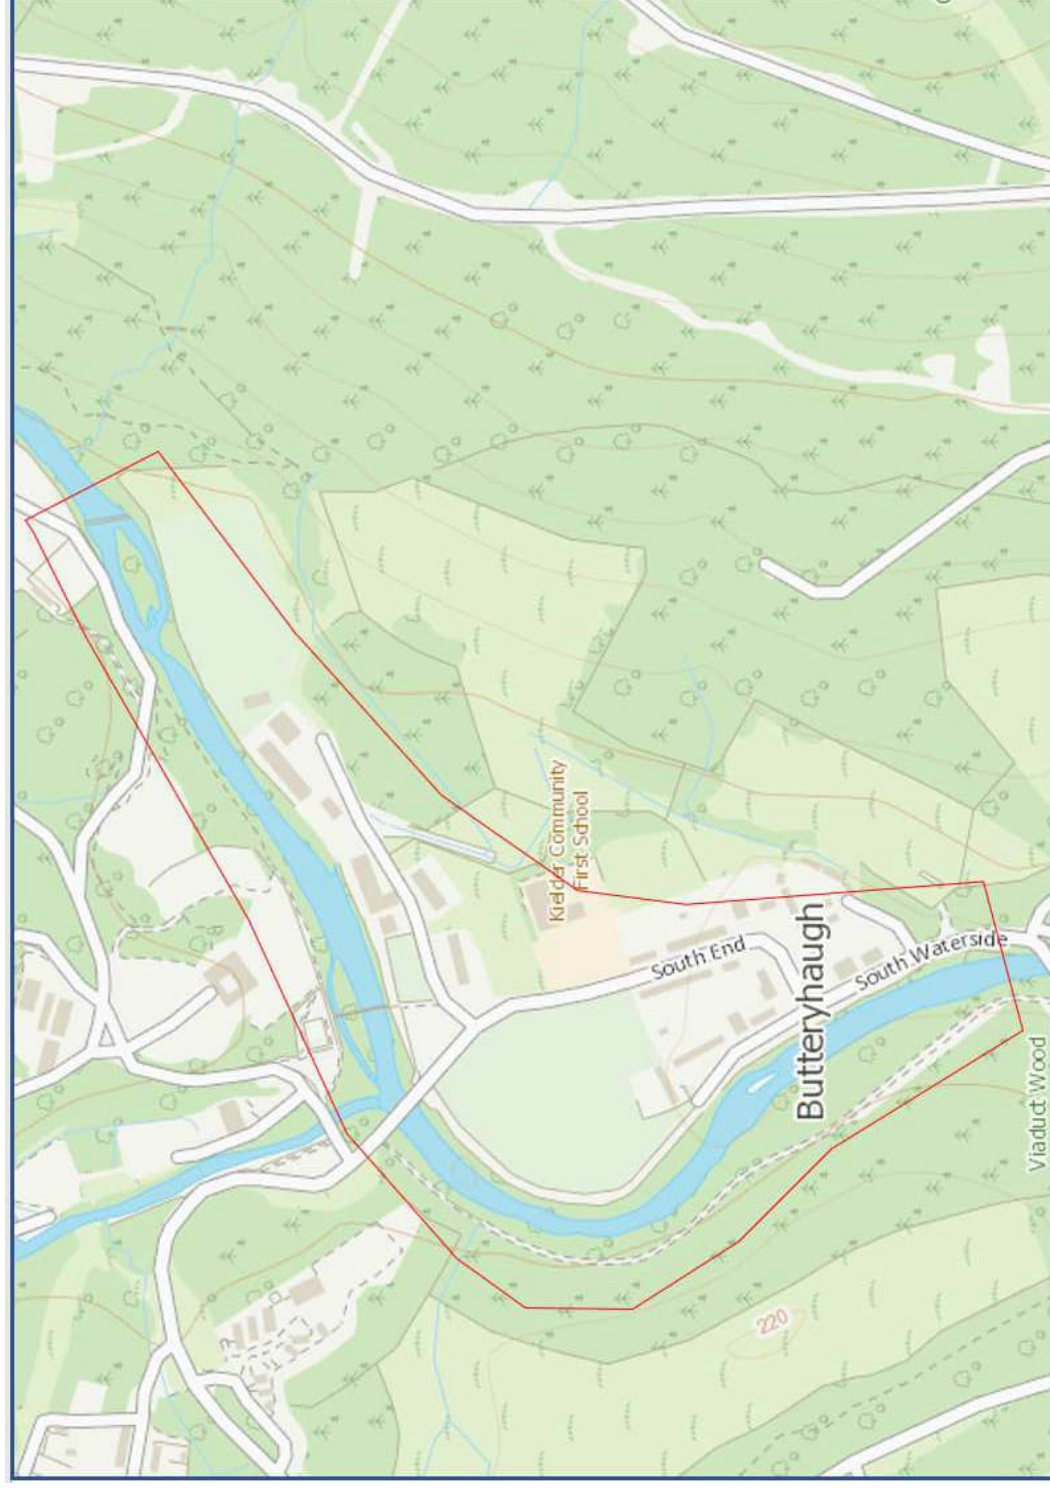 Kielder Community
First School
South End
Butteryhaugh
South Waterside
Viaduct Wood
220